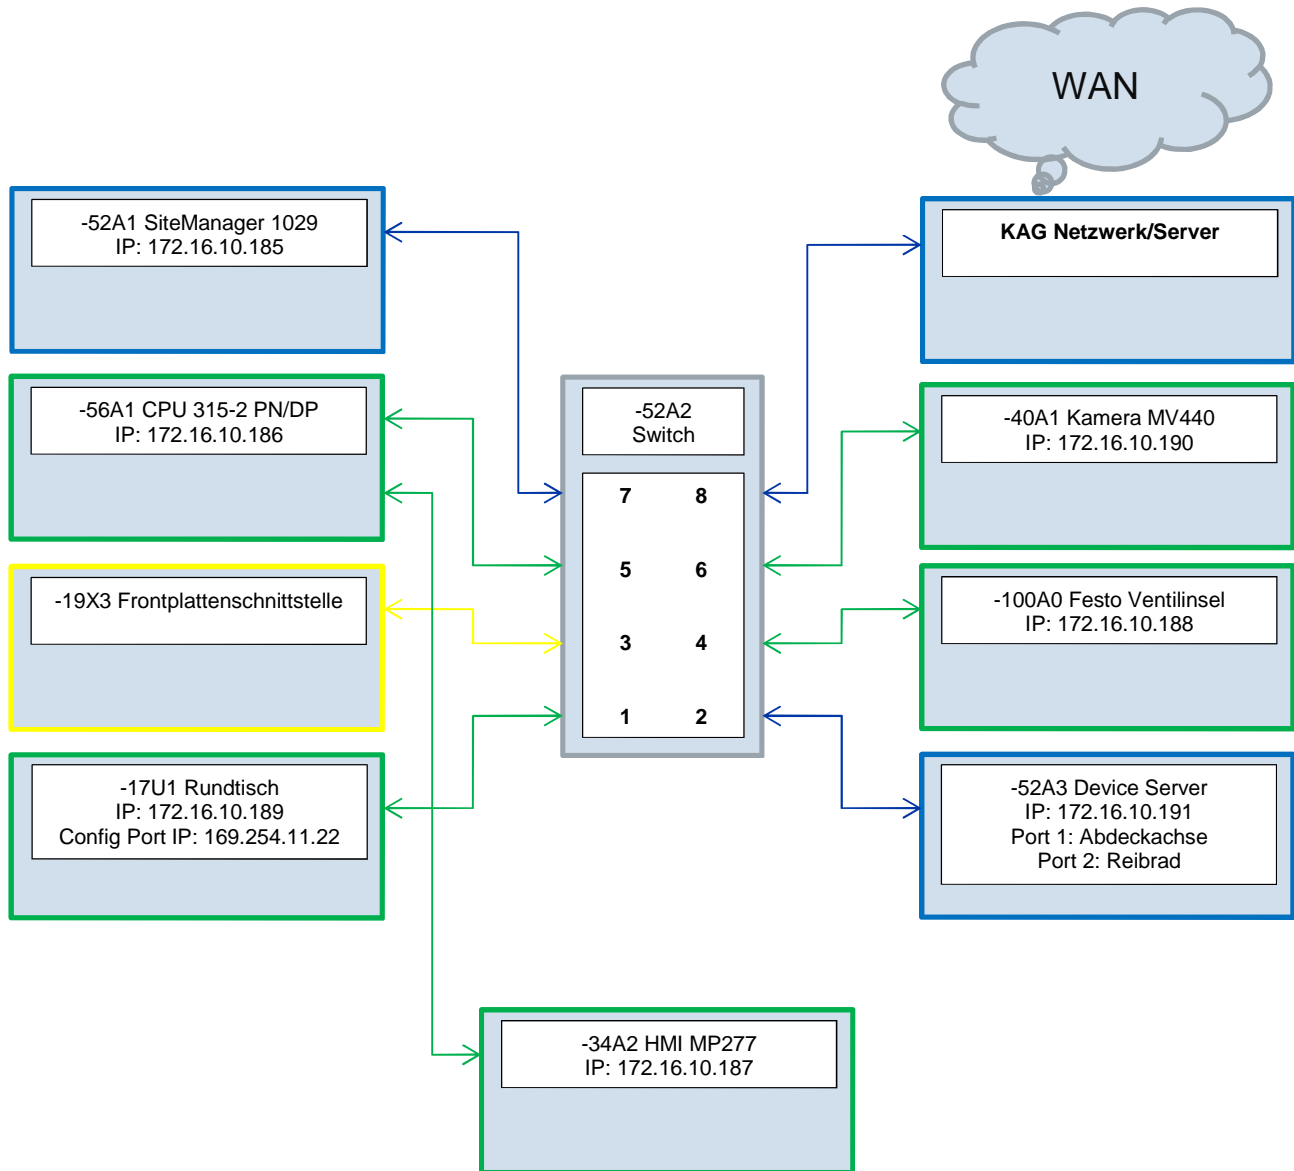 WAN
-52A1 SiteManager 1029
IP: 172.16.10.185
KAG Netzwerk/Server
-56A1 CPU 315-2 PN/DP
IP: 172.16.10.186
-52A2
Switch
-40A1 Kamera MV440
IP: 172.16.10.190
7 8
5 6
3 4
1 2
-19X3 Frontplattenschnittstelle
-100A0 Festo Ventilinsel
IP: 172.16.10.188
-17U1 Rundtisch
IP: 172.16.10.189
Config Port IP: 169.254.11.22
-52A3 Device Server
IP: 172.16.10.191
Port 1: Abdeckachse
Port 2: Reibrad
-34A2 HMI MP277
IP: 172.16.10.187